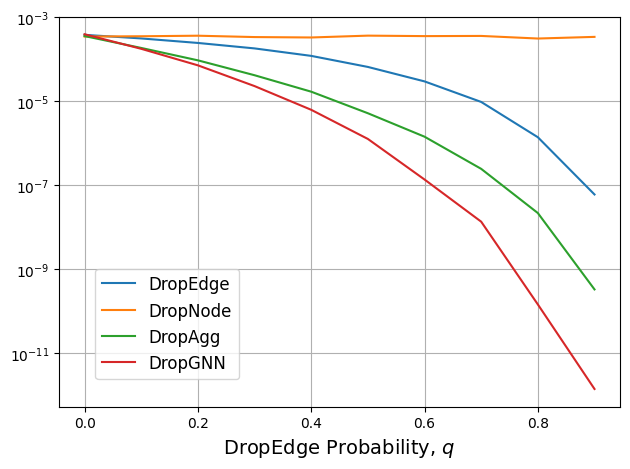 10⁻³
10⁻⁵
10⁻⁷
10⁻⁹
10⁻¹¹
DropEdge
DropNode
DropAgg
DropGNN
0.0 0.2 0.4 0.6 0.8
DropEdge Probability, q